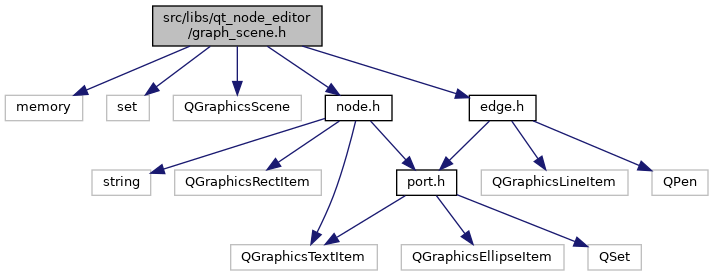 src/libs/qt_node_editor
/graph_scene.h
memory
set
QGraphicsScene
node.h
edge.h
string
QGraphicsRectItem
port.h
QGraphicsLineItem
QPen
QGraphicsTextItem
QGraphicsEllipseItem
QSet